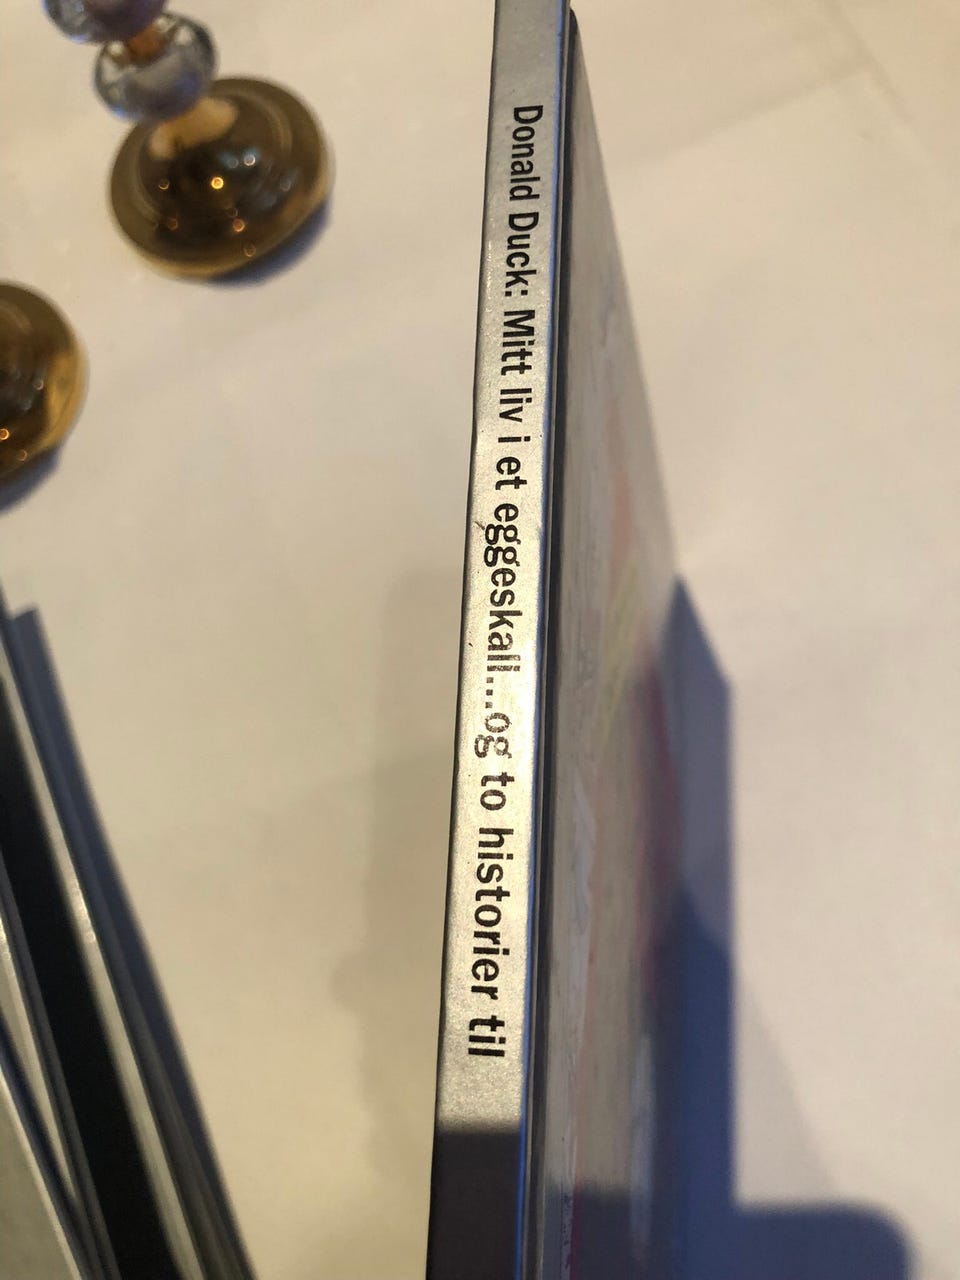 Donald Duck: Mitt liv i et eggeskall...og to historier til